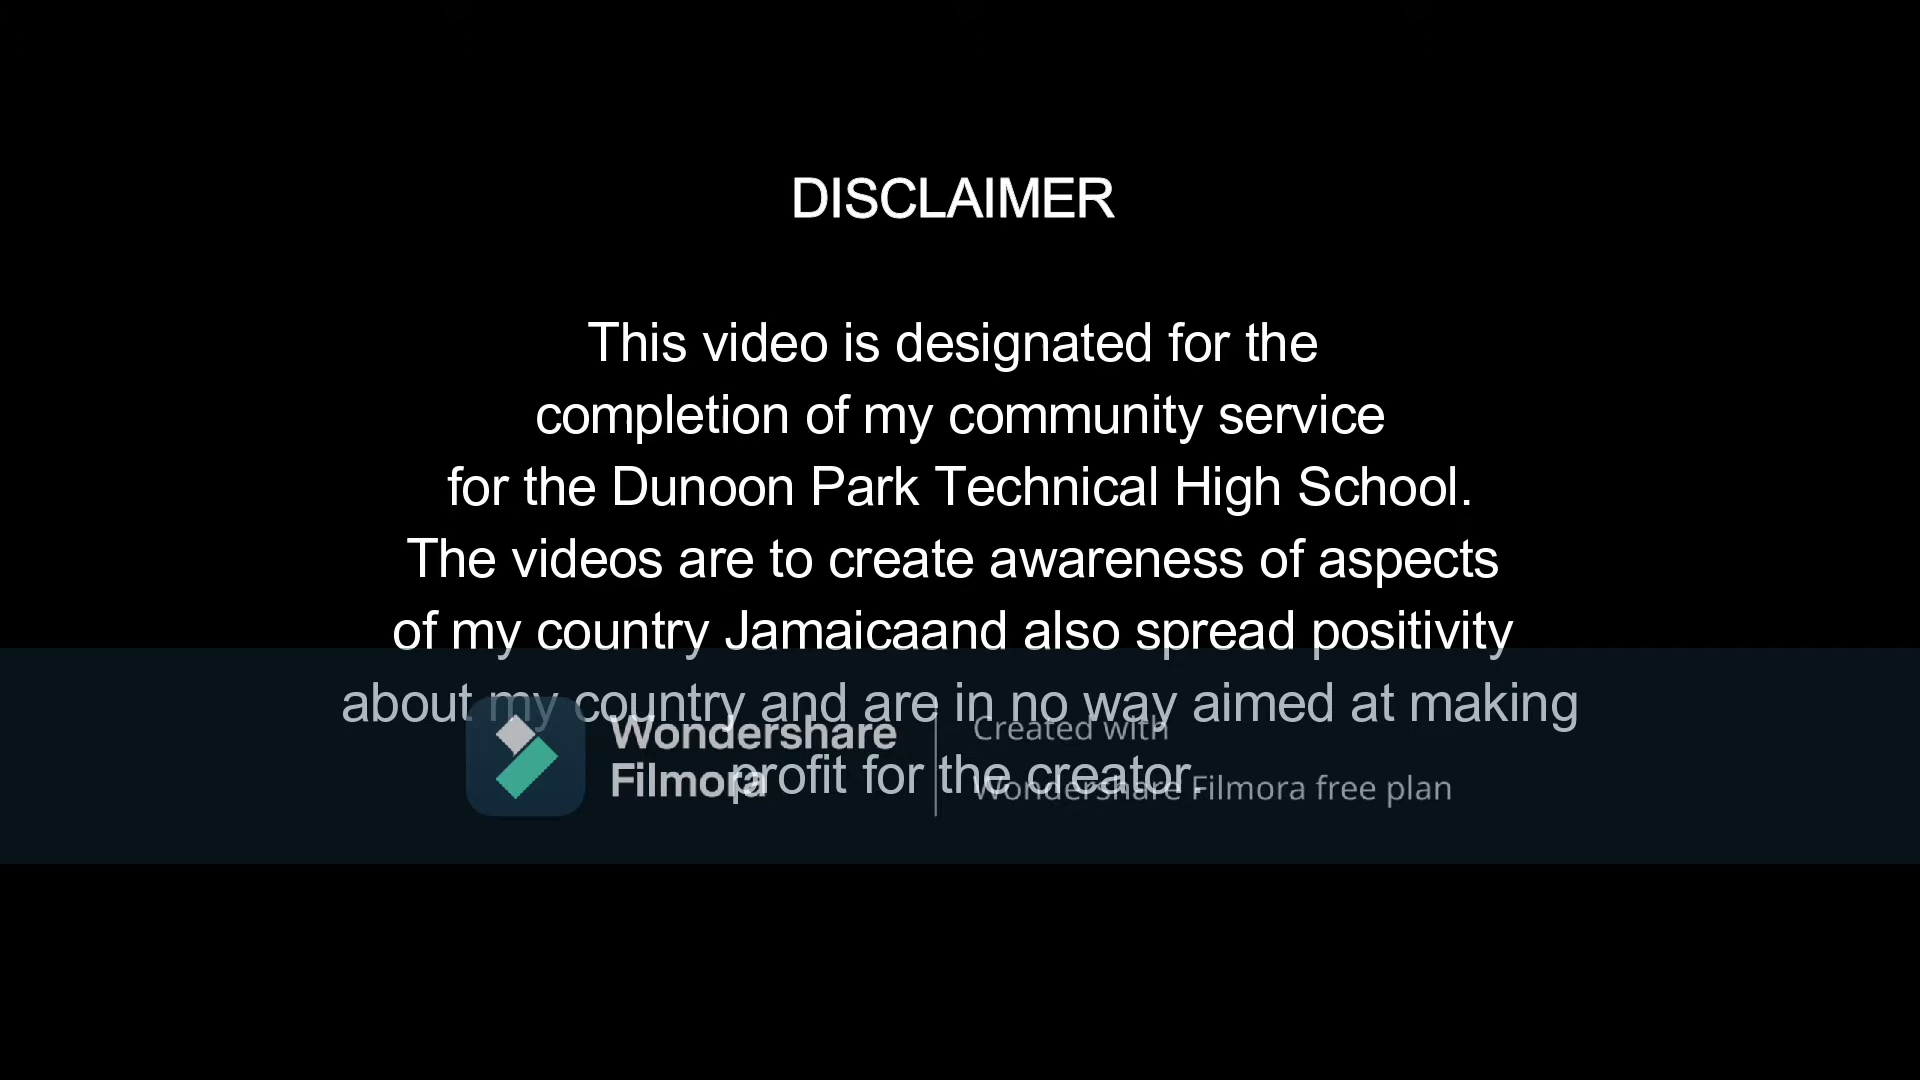 DISCLAIMER
This video is designated for the
completion of my community service
for the Dunoon Park Technical High School.
The videos are to create awareness of aspects
of my country Jamaicaand also spread positivity
about my country and are in no way aimed at making
profit for the creator.
Wondershare
Filmora
Created with
Wondershare Filmora free plan